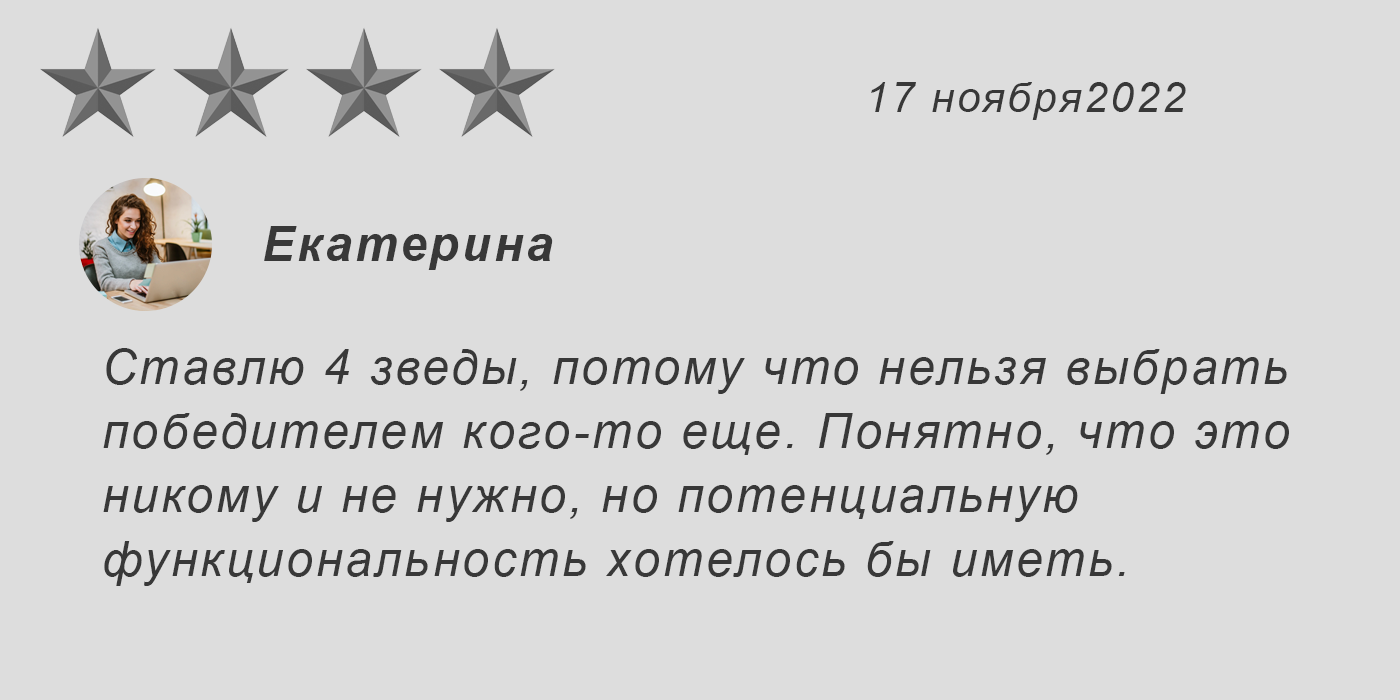 17 ноября2022
Екатерина
Ставлю 4 зведы, потому что нельзя выбрать
победителем кого-то еще. Понятно, что это
никому и не нужно, но потенциальную
функциональность хотелось бы иметь.